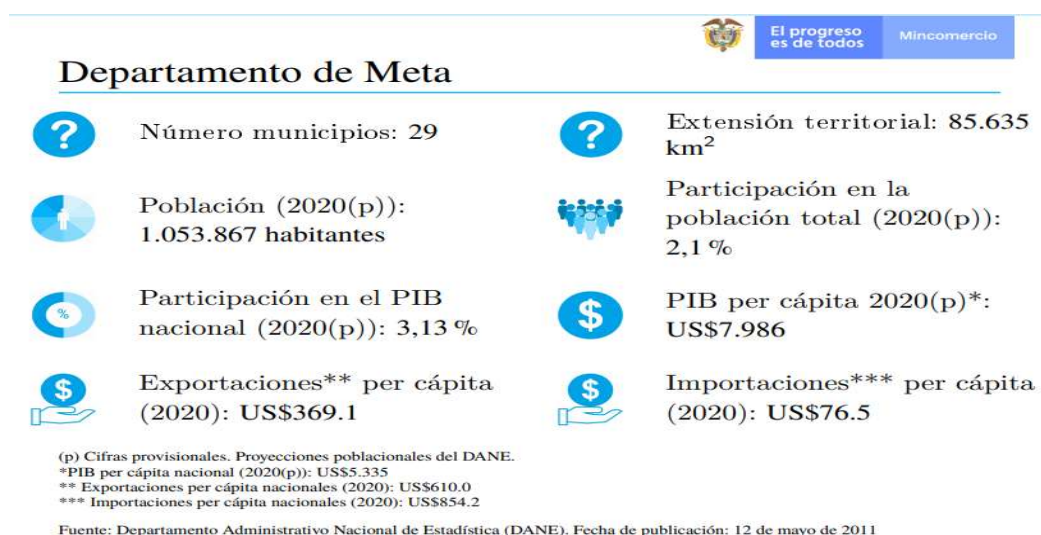 El progreso
es de todos
Mincomercio
Departamento de Meta
?
Número municipios: 29
?
Extensión territorial: 85.635
km²
Población (2020(p)):
1.053.867 habitantes
Participación en la
población total (2020(p)):
2,1 %
%
Participación en el PIB
nacional (2020(p)): 3,13 %
$
PIB per cápita 2020(p)*:
US$7.986
$
Exportaciones** per cápita
(2020): US$369.1
$
Importaciones*** per cápita
(2020): US$76.5
(p) Cifras provisionales. Proyecciones poblacionales del DANE.
*PIB per cápita nacional (2020(p)): US$5.335
** Exportaciones per cápita nacionales (2020): US$610.0
*** Importaciones per cápita nacionales (2020): US$854.2
Fuente: Departamento Administrativo Nacional de Estadística (DANE). Fecha de publicación: 12 de mayo de 2011